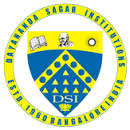 DAYANANDA SAGAR INSTITUTIONS
ESTD 1960 BANGALORE INDIA
DSI